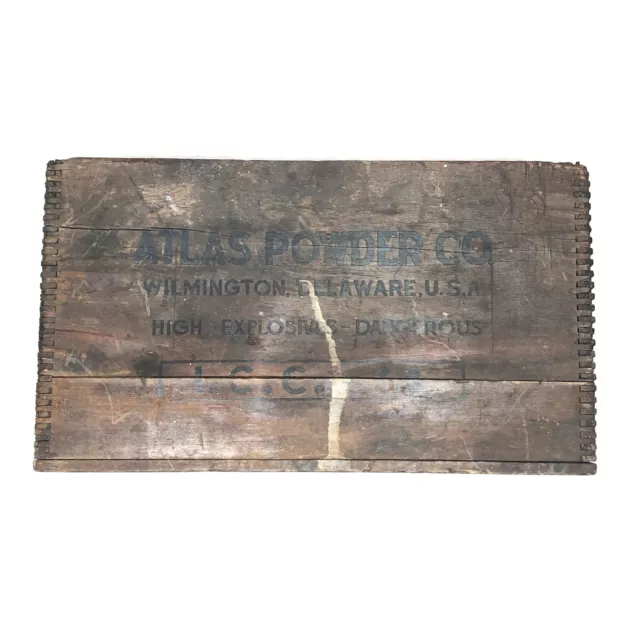 ATLAS POWDER CO.
WILMINGTON, DELAWARE, U.S.A.
HIGH EXPLOSIVES - DANGEROUS
I.C.C.